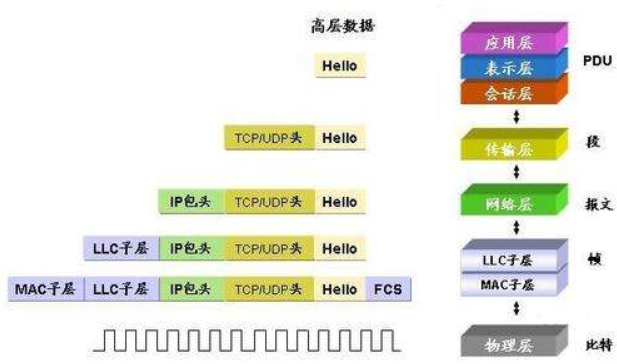 高层数据
Hello
TCP/UDP头 Hello
IP包头 TCP/UDP头 Hello
LLC子层 IP包头 TCP/UDP头 Hello
MAC子层 LLC子层 IP包头 TCP/UDP头 Hello FCS
应用层
表示层
会话层
PDU
传输层 段
网络层 报文
LLC子层
MAC子层
帧
物理层 比特